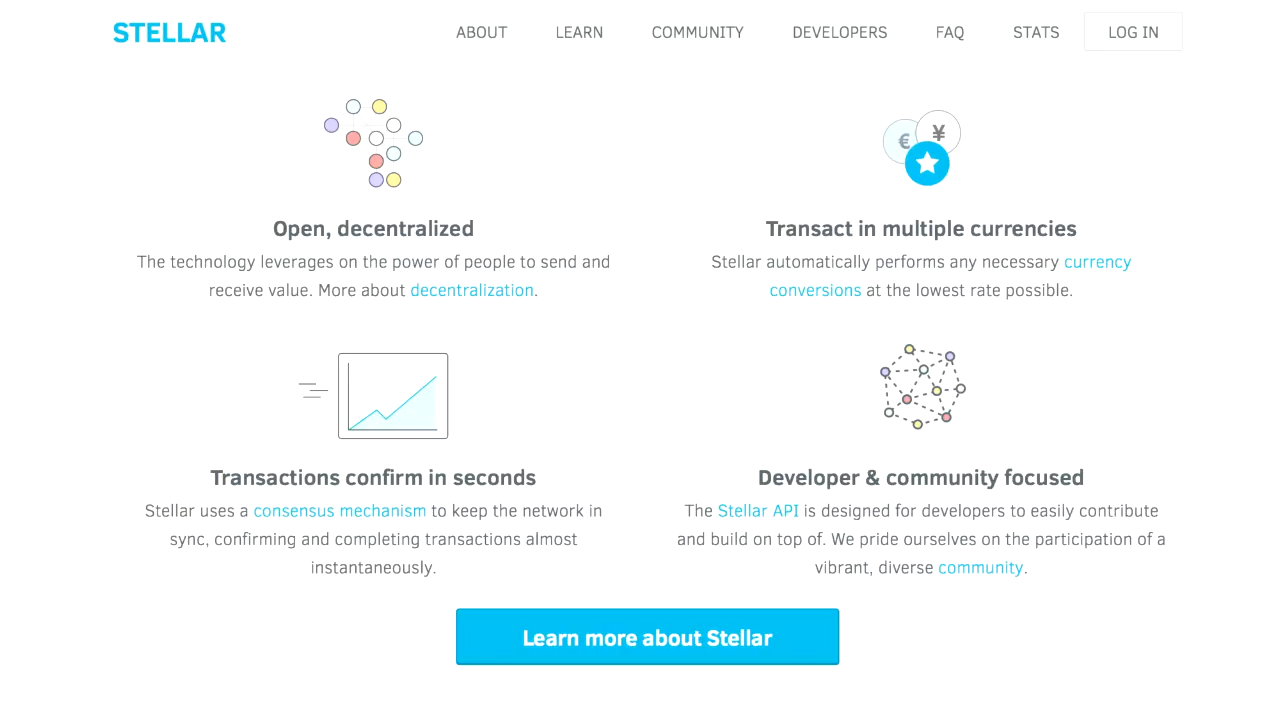 STELLAR
ABOUT
LEARN
COMMUNITY
DEVELOPERS
FAQ
STATS
LOG IN
€
¥
Open, decentralized
The technology leverages on the power of people to send and
receive value. More about decentralization.
Transact in multiple currencies
Stellar automatically performs any necessary currency
conversions at the lowest rate possible.
Transactions confirm in seconds
Stellar uses a consensus mechanism to keep the network in
sync, confirming and completing transactions almost
instantaneously.
Developer & community focused
The Stellar API is designed for developers to easily contribute
and build on top of. We pride ourselves on the participation of a
vibrant, diverse community.
Learn more about Stellar